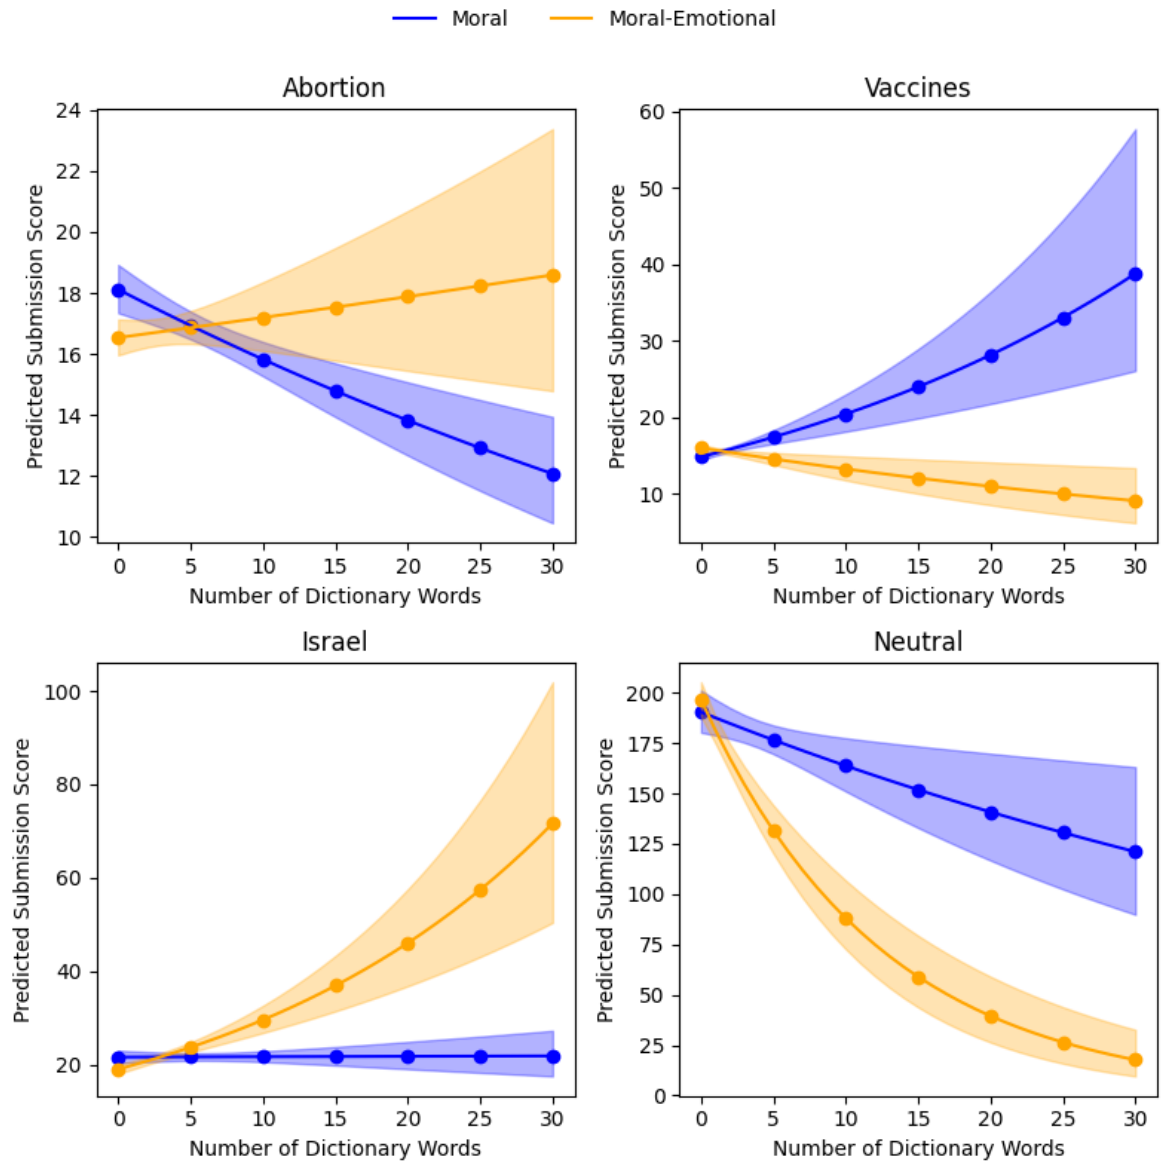 Moral Moral-Emotional
Abortion
Predicted Submission Score
24
22
20
18
16
14
12
10
0 5 10 15 20 25 30
Number of Dictionary Words
Vaccines
Predicted Submission Score
60
50
40
30
20
10
0 5 10 15 20 25 30
Number of Dictionary Words
Israel
Predicted Submission Score
100
80
60
40
20
0 5 10 15 20 25 30
Number of Dictionary Words
Neutral
Predicted Submission Score
200
175
150
125
100
75
50
25
0
0 5 10 15 20 25 30
Number of Dictionary Words